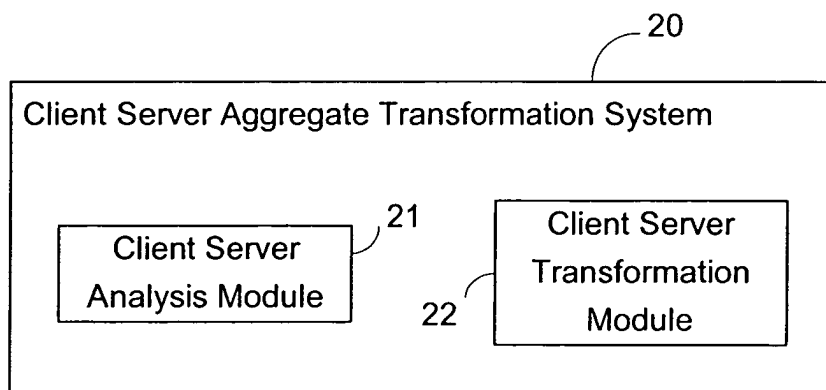 20
Client Server Aggregate Transformation System
Client Server
Analysis Module
21
Client Server
Transformation
Module
22